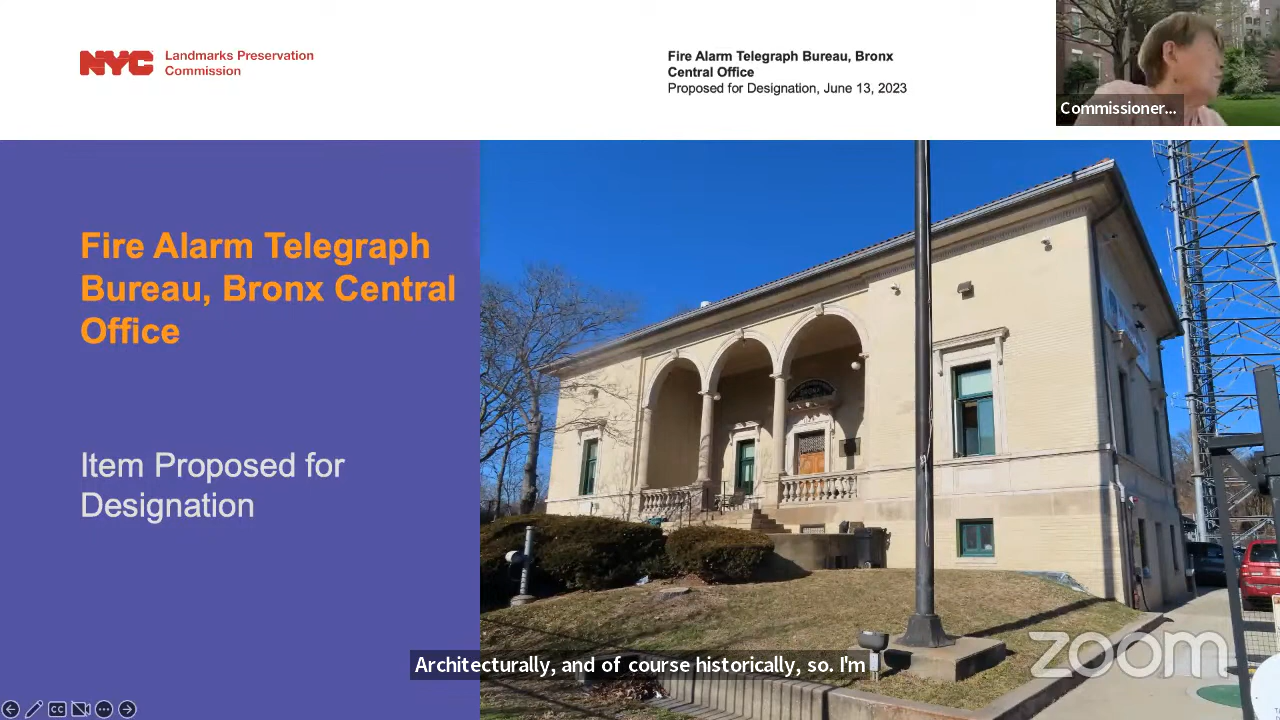 NYC
Landmarks Preservation
Commission
Fire Alarm Telegraph Bureau, Bronx
Central Office
Proposed for Designation, June 13, 2023
Commissioner...
Fire Alarm Telegraph
Bureau, Bronx Central
Office
Item Proposed for
Designation
Architecturally, and of course historically, so. I'm
zoom
CC